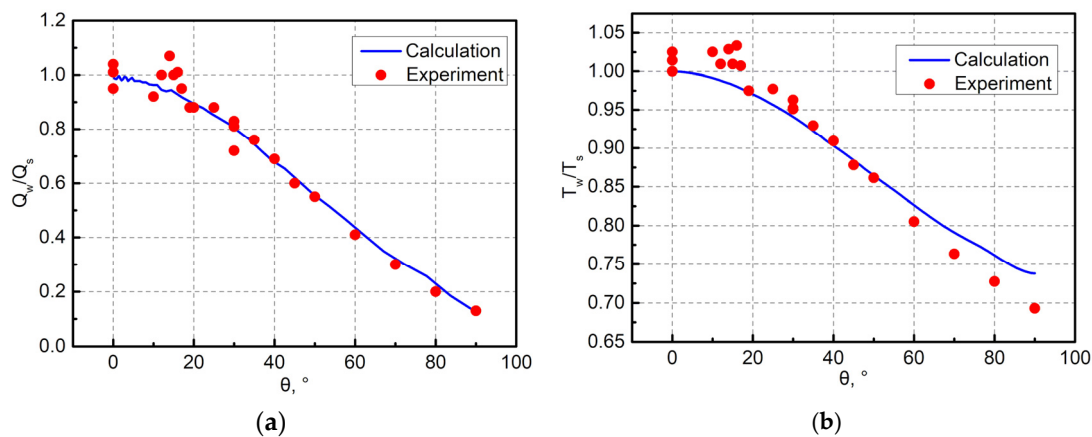 (a)
1.2
1.0
0.8
0.6
0.4
0.2
0.0
Q_w/Q_s
Calculation
Experiment
0 20 40 60 80 100
θ, °
(b)
1.05
1.00
0.95
0.90
0.85
0.80
0.75
0.70
0.65
T_w/T_s
Calculation
Experiment
0 20 40 60 80 100
θ, °
(a)
(b)